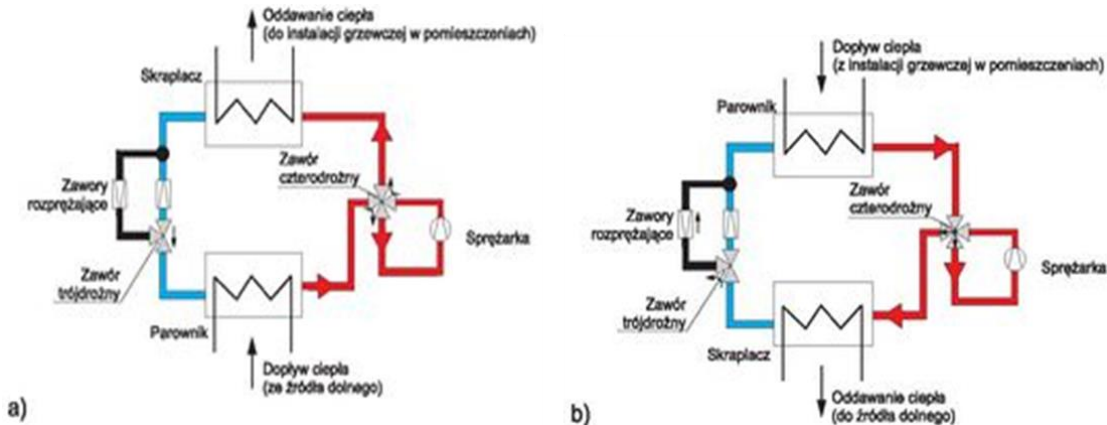 Oddawanie ciepła
(do instalacji grzewczej w pomieszczeniach)
Skraplacz
Zawór
czterodrożny
Zawory
rozprężające
Sprężarka
Zawór
trójdrożny
Parownik
Dopływ ciepła
(ze źródła dolnego)
a)
Dopływ ciepła
(z instalacji grzewczej w pomieszczeniach)
Parownik
Zawór
czterodrożny
Zawory
rozprężające
Sprężarka
Zawór
trójdrożny
Skraplacz
Oddawanie ciepła
(do źródła dolnego)
b)